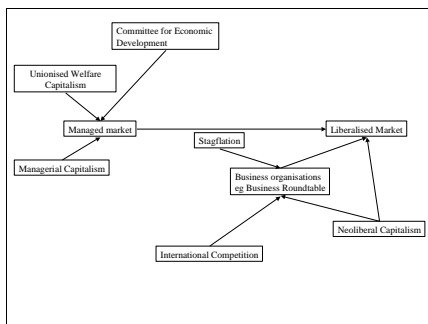 Committee for Economic
Development
Unionised Welfare
Capitalism
Managed market
Liberalised Market
Stagflation
Managerial Capitalism
Business organisations
eg Business Roundtable
Neoliberal Capitalism
International Competition